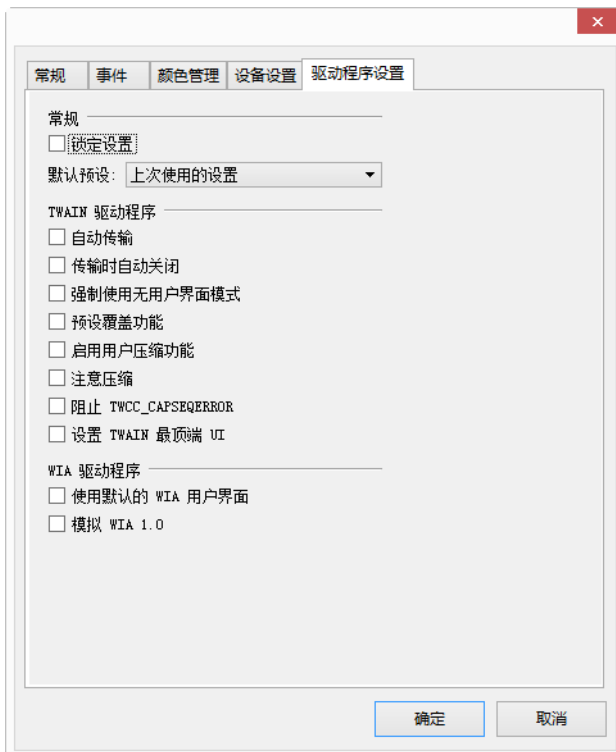 常规 事件 颜色管理 设备设置 驱动程序设置
常规
锁定设置
默认预设: 上次使用的设置
TWAIN 驱动程序
自动传输
传输时自动关闭
强制使用无用户界面模式
预设覆盖功能
启用用户压缩功能
注意压缩
阻止 TWCC_CAPSEQERROR
设置 TWAIN 最顶端 UI
WIA 驱动程序
使用默认的 WIA 用户界面
模拟 WIA 1.0
确定 取消